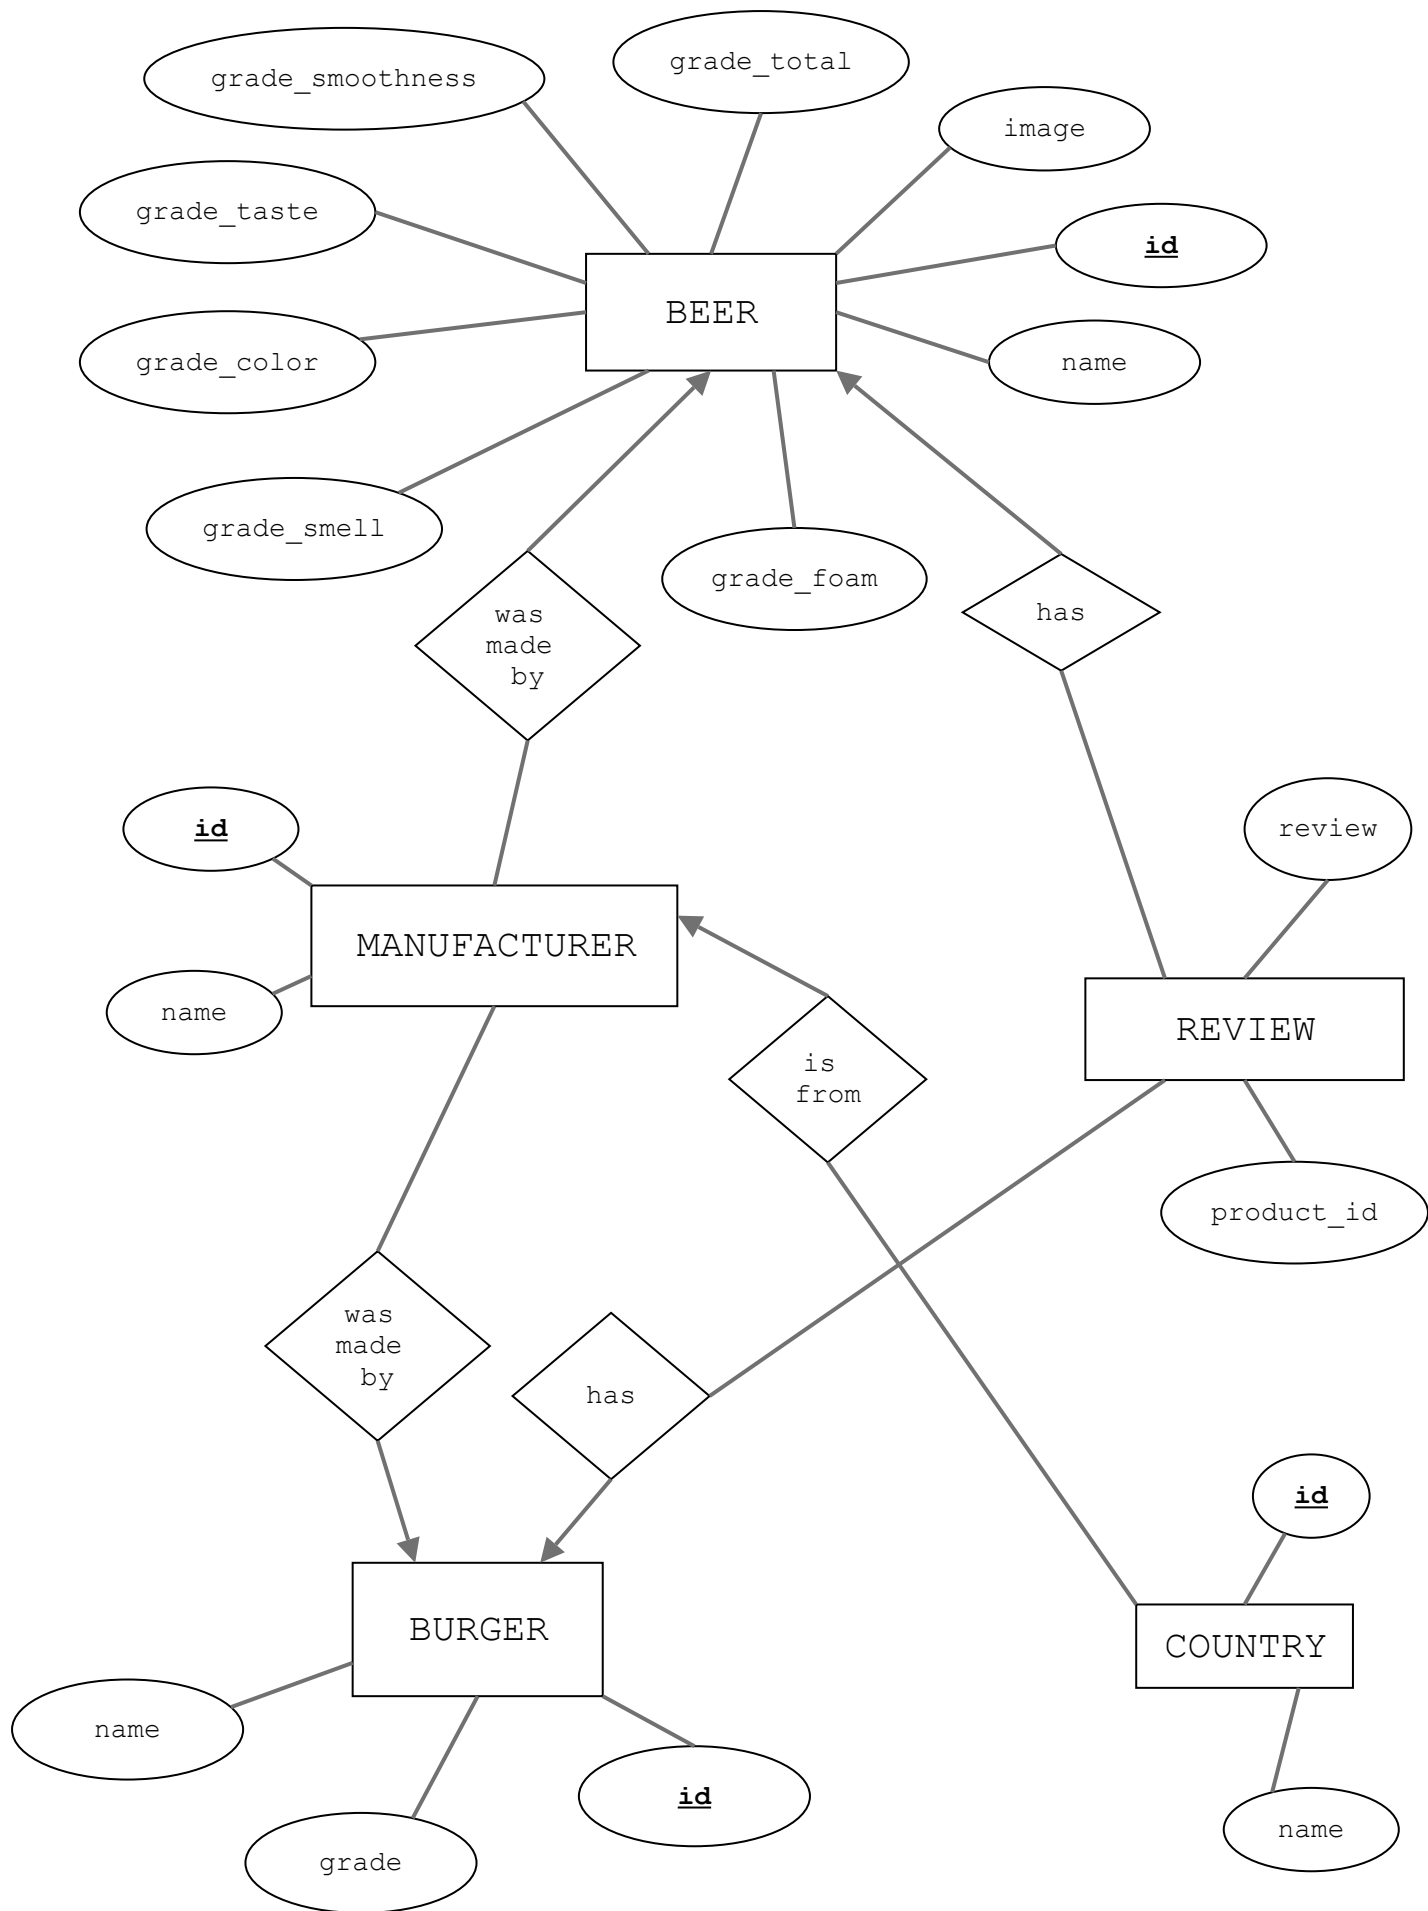 grade_total
grade_smoothness
image
grade_taste
id
BEER
grade_color
name
grade_smell
grade_foam
was
made
by
has
id
review
MANUFACTURER
name
REVIEW
is
from
product_id
was
made
by
has
id
BURGER
COUNTRY
name
id
grade
name